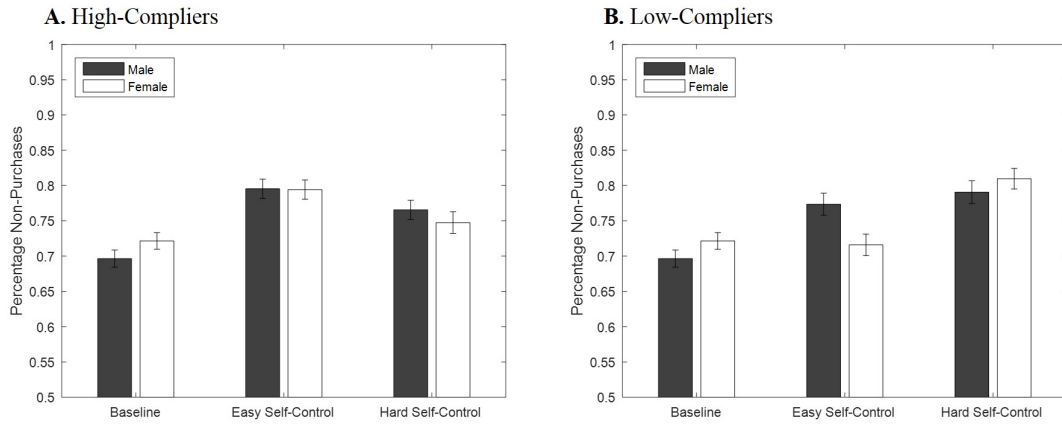 A. High-Compliers
Percentage Non-Purchases
1
0.95
0.9
0.85
0.8
0.75
0.7
0.65
0.6
0.55
0.5
Male
Female
Baseline Easy Self-Control Hard Self-Control
B. Low-Compliers
Percentage Non-Purchases
1
0.95
0.9
0.85
0.8
0.75
0.7
0.65
0.6
0.55
0.5
Male
Female
Baseline Easy Self-Control Hard Self-Control